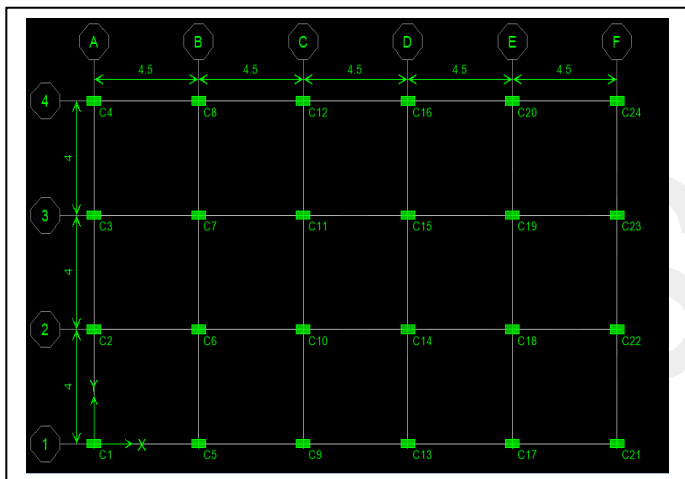 A B C D E F
4.5 4.5 4.5 4.5 4.5
4
C4 C8 C12 C16 C20 C24
4
3
C3 C7 C11 C15 C19 C23
4
2
C2 C6 C10 C14 C18 C22
4
Y
1 X
C1 C5 C9 C13 C17 C21